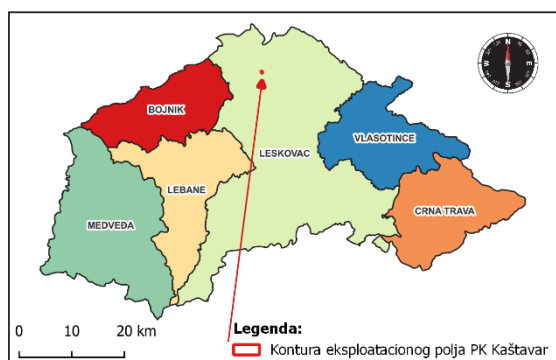 N
E
S
W
BOJNIK
VLASOTINCE
LESKOVAC
LEBANE
CRNA TRAVA
MEDVEĐA
0 10 20 km
Legenda:
Kontura eksploatacionog polja PK Kaštavar